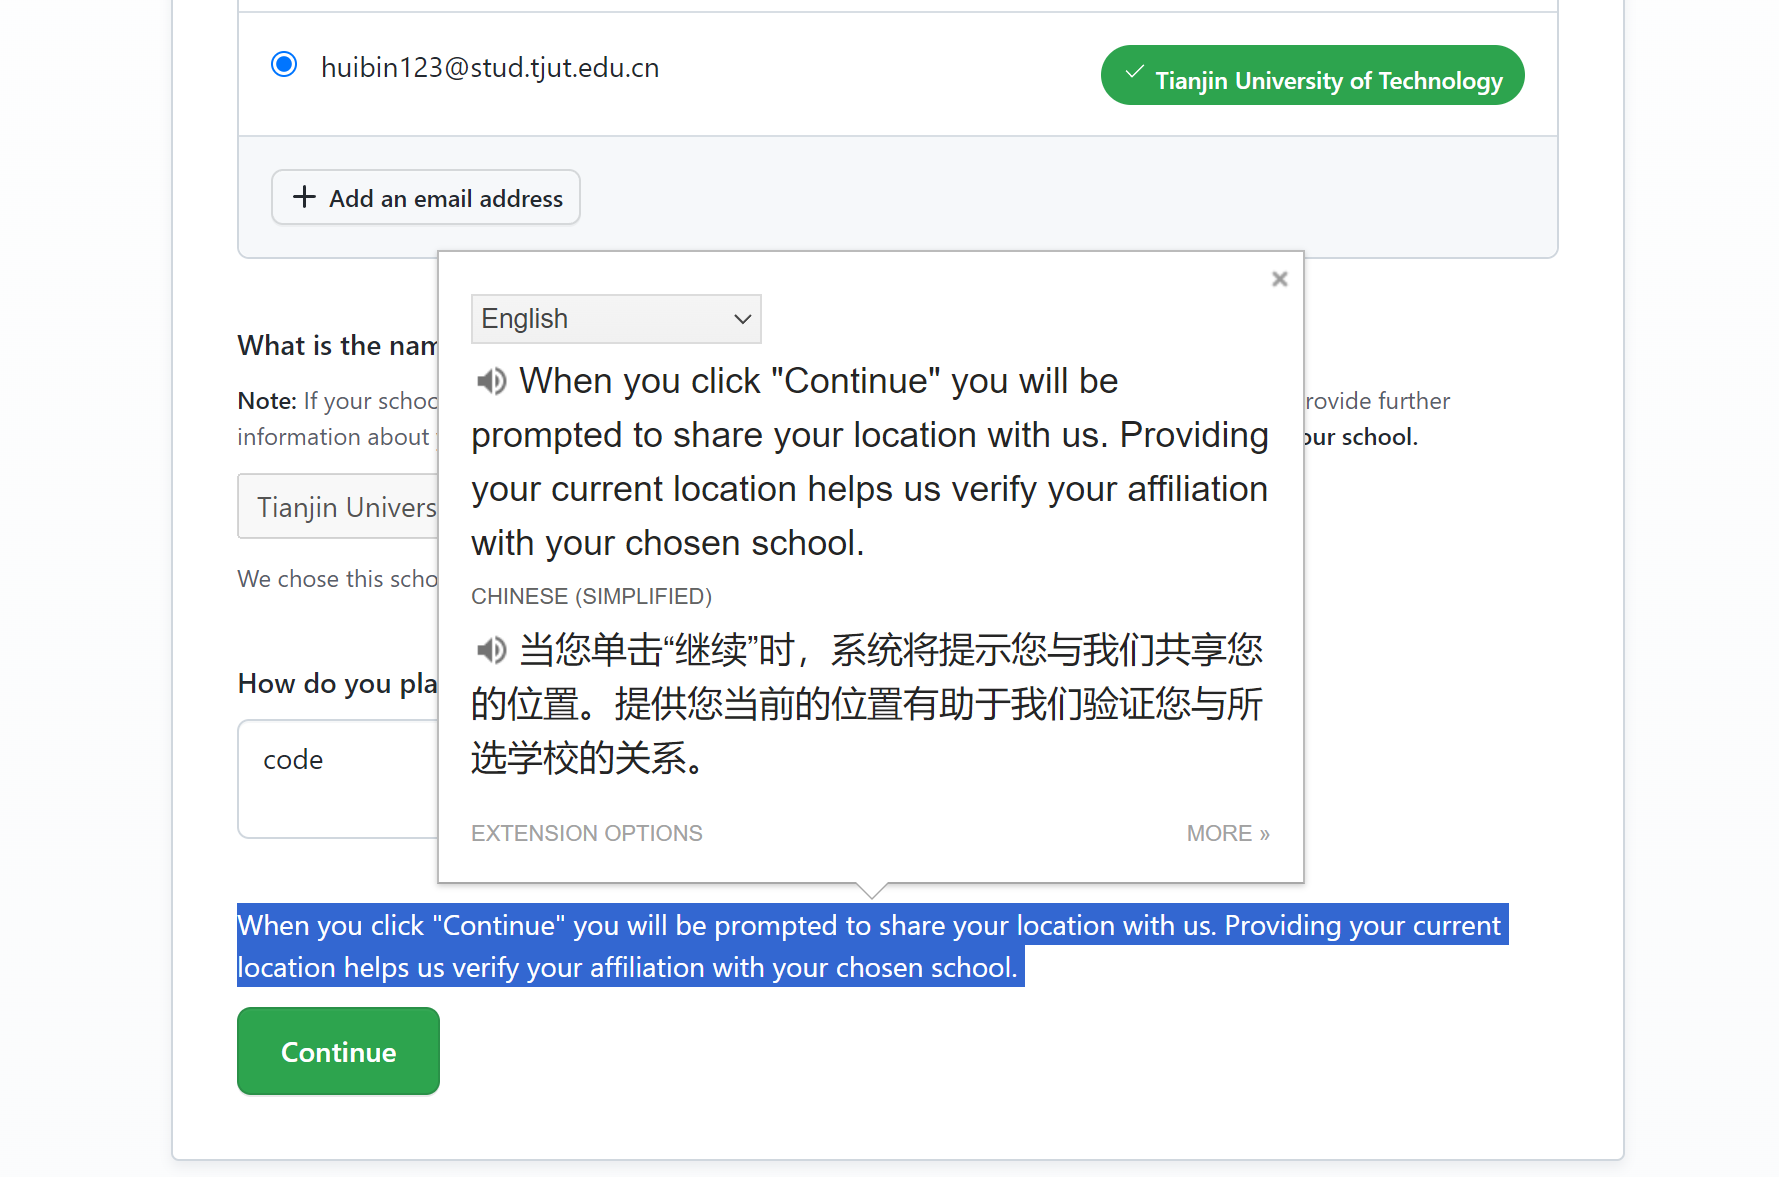 huibin123@stud.tjut.edu.cn
Tianjin University of Technology
Add an email address
English
What is the nam
When you click "Continue" you will be
Note: If your schoo
rovide further
prompted to share your location with us. Providing
information about
our school.
your current location helps us verify your affiliation
Tianjin Univers
with your chosen school.
We chose this scho
CHINESE (SIMPLIFIED)
当您单击“继续”时，系统将提示您与我们共享您
How do you pla
的位置。提供您当前的位置有助于我们验证您与所
code
选学校的关系。
EXTENSION OPTIONS
MORE »
When you click "Continue" you will be prompted to share your location with us. Providing your current
location helps us verify your affiliation with your chosen school.
Continue